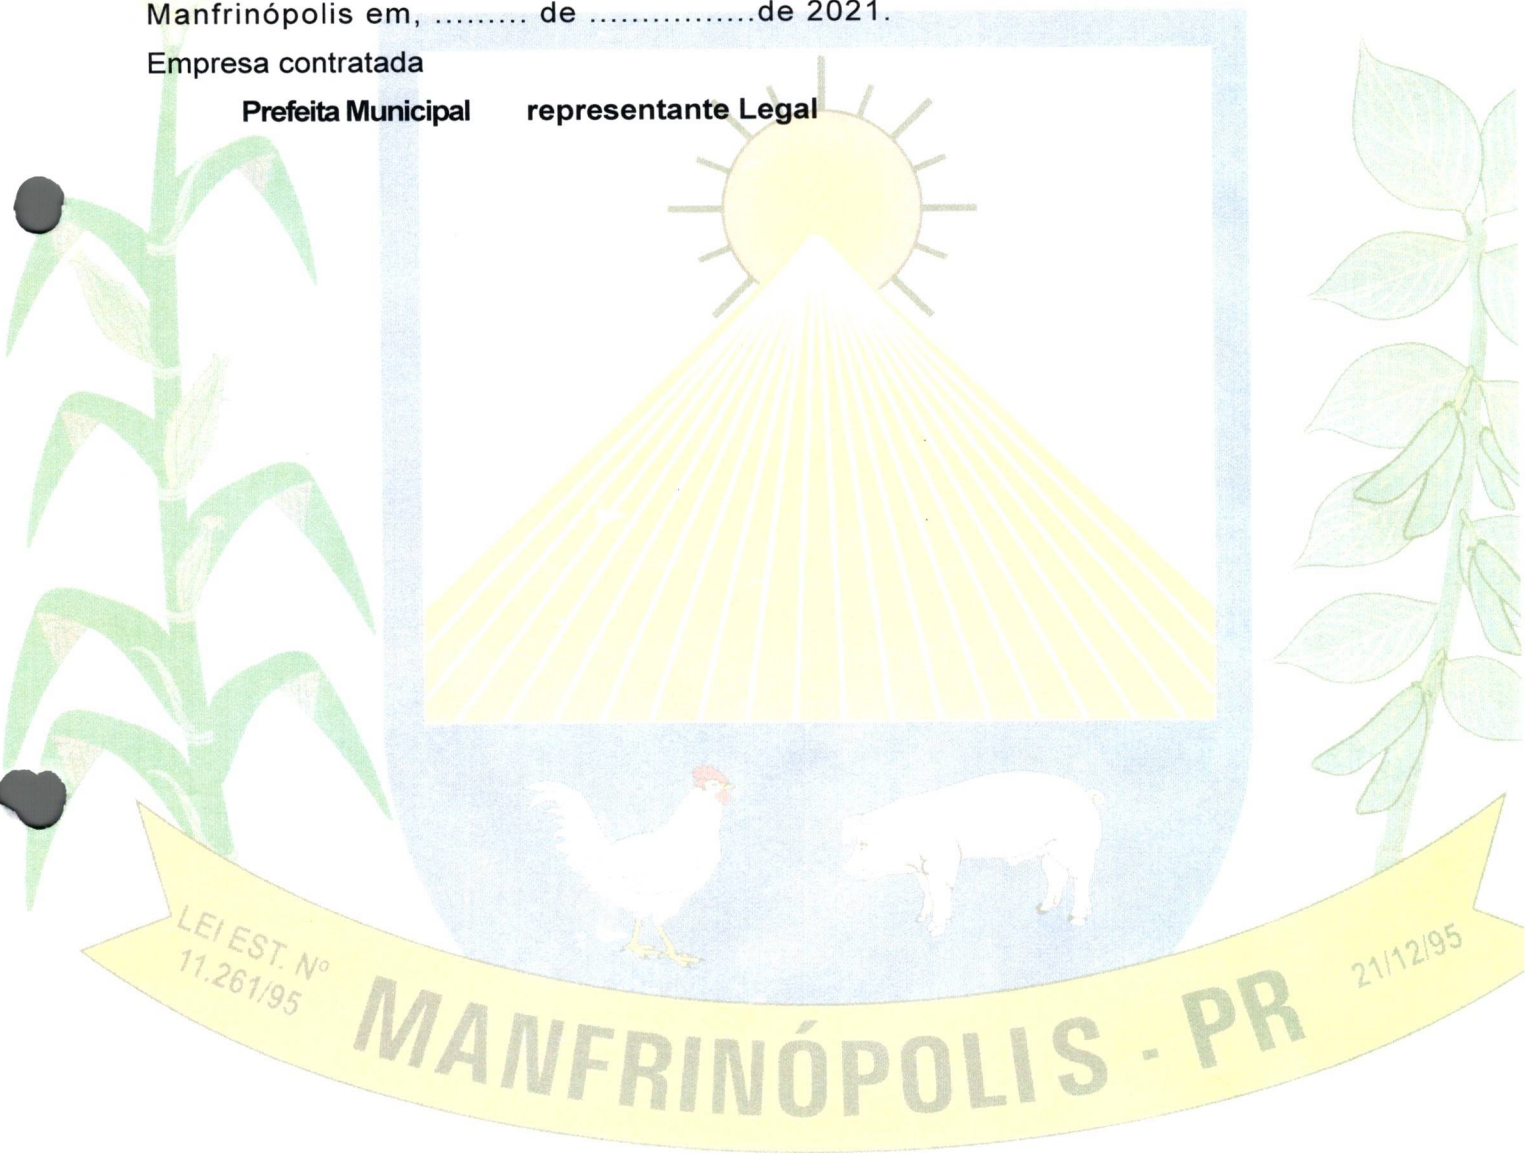 Manfrinópolis em, ......... de ................de 2021.
Empresa contratada
Prefeita Municipal representante Legal
LEI EST. Nº
11.261/95
MANFRINÓPOLIS - PR
21/12/95